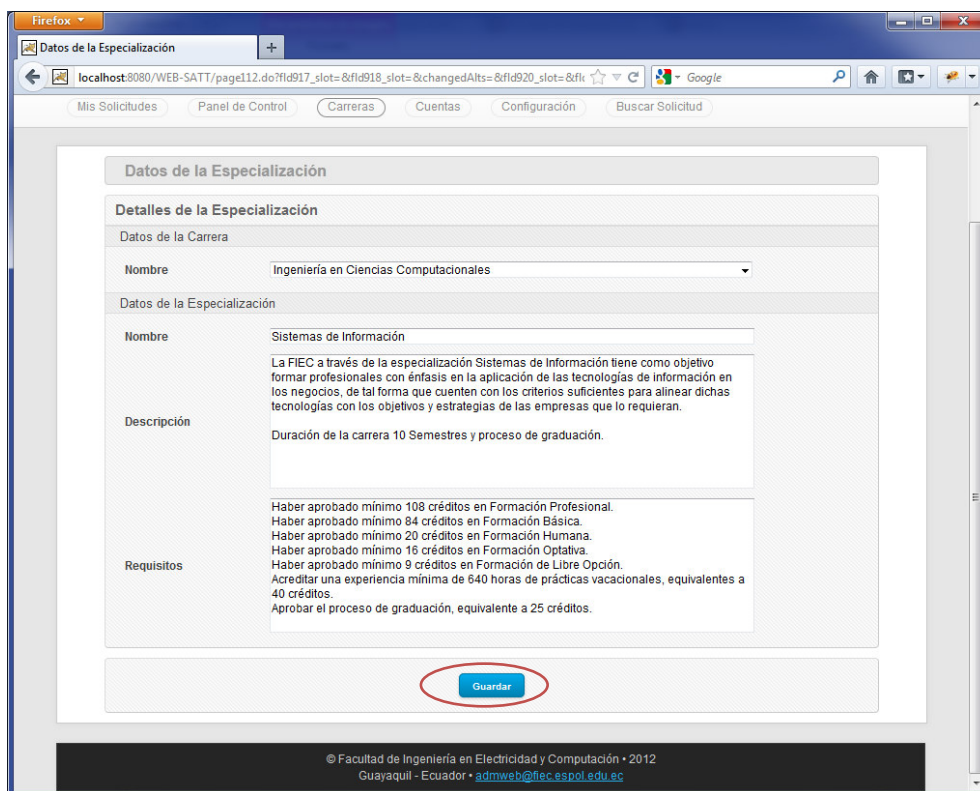 Firefox
Datos de la Especialización
localhost:8080/WEB-SATT/page112.do?fld917_slot=&fld918_slot=&changedAlts=&fld920_slot=&flc
Google
Mis Solicitudes Panel de Control Carreras Cuentas Configuración Buscar Solicitud
Datos de la Especialización
Detalles de la Especialización
Datos de la Carrera
Nombre Ingeniería en Ciencias Computacionales
Datos de la Especialización
Nombre Sistemas de Información
La FIEC a través de la especialización Sistemas de Información tiene como objetivo
formar profesionales con énfasis en la aplicación de las tecnologías de información en
los negocios, de tal forma que cuenten con los criterios suficientes para alinear dichas
tecnologías con los objetivos y estrategias de las empresas que lo requieran.
Descripción
Duración de la carrera 10 Semestres y proceso de graduación.
Haber aprobado mínimo 108 créditos en Formación Profesional.
Haber aprobado mínimo 84 créditos en Formación Básica.
Haber aprobado mínimo 20 créditos en Formación Humana.
Haber aprobado mínimo 16 créditos en Formación Optativa.
Requisitos Haber aprobado mínimo 9 créditos en Formación de Libre Opción.
Acreditar una experiencia mínima de 640 horas de prácticas vacacionales, equivalentes a
40 créditos.
Aprobar el proceso de graduación, equivalente a 25 créditos.
Guardar
© Facultad de Ingeniería en Electricidad y Computación • 2012
Guayaquil - Ecuador • admweb@fiec.espol.edu.ec